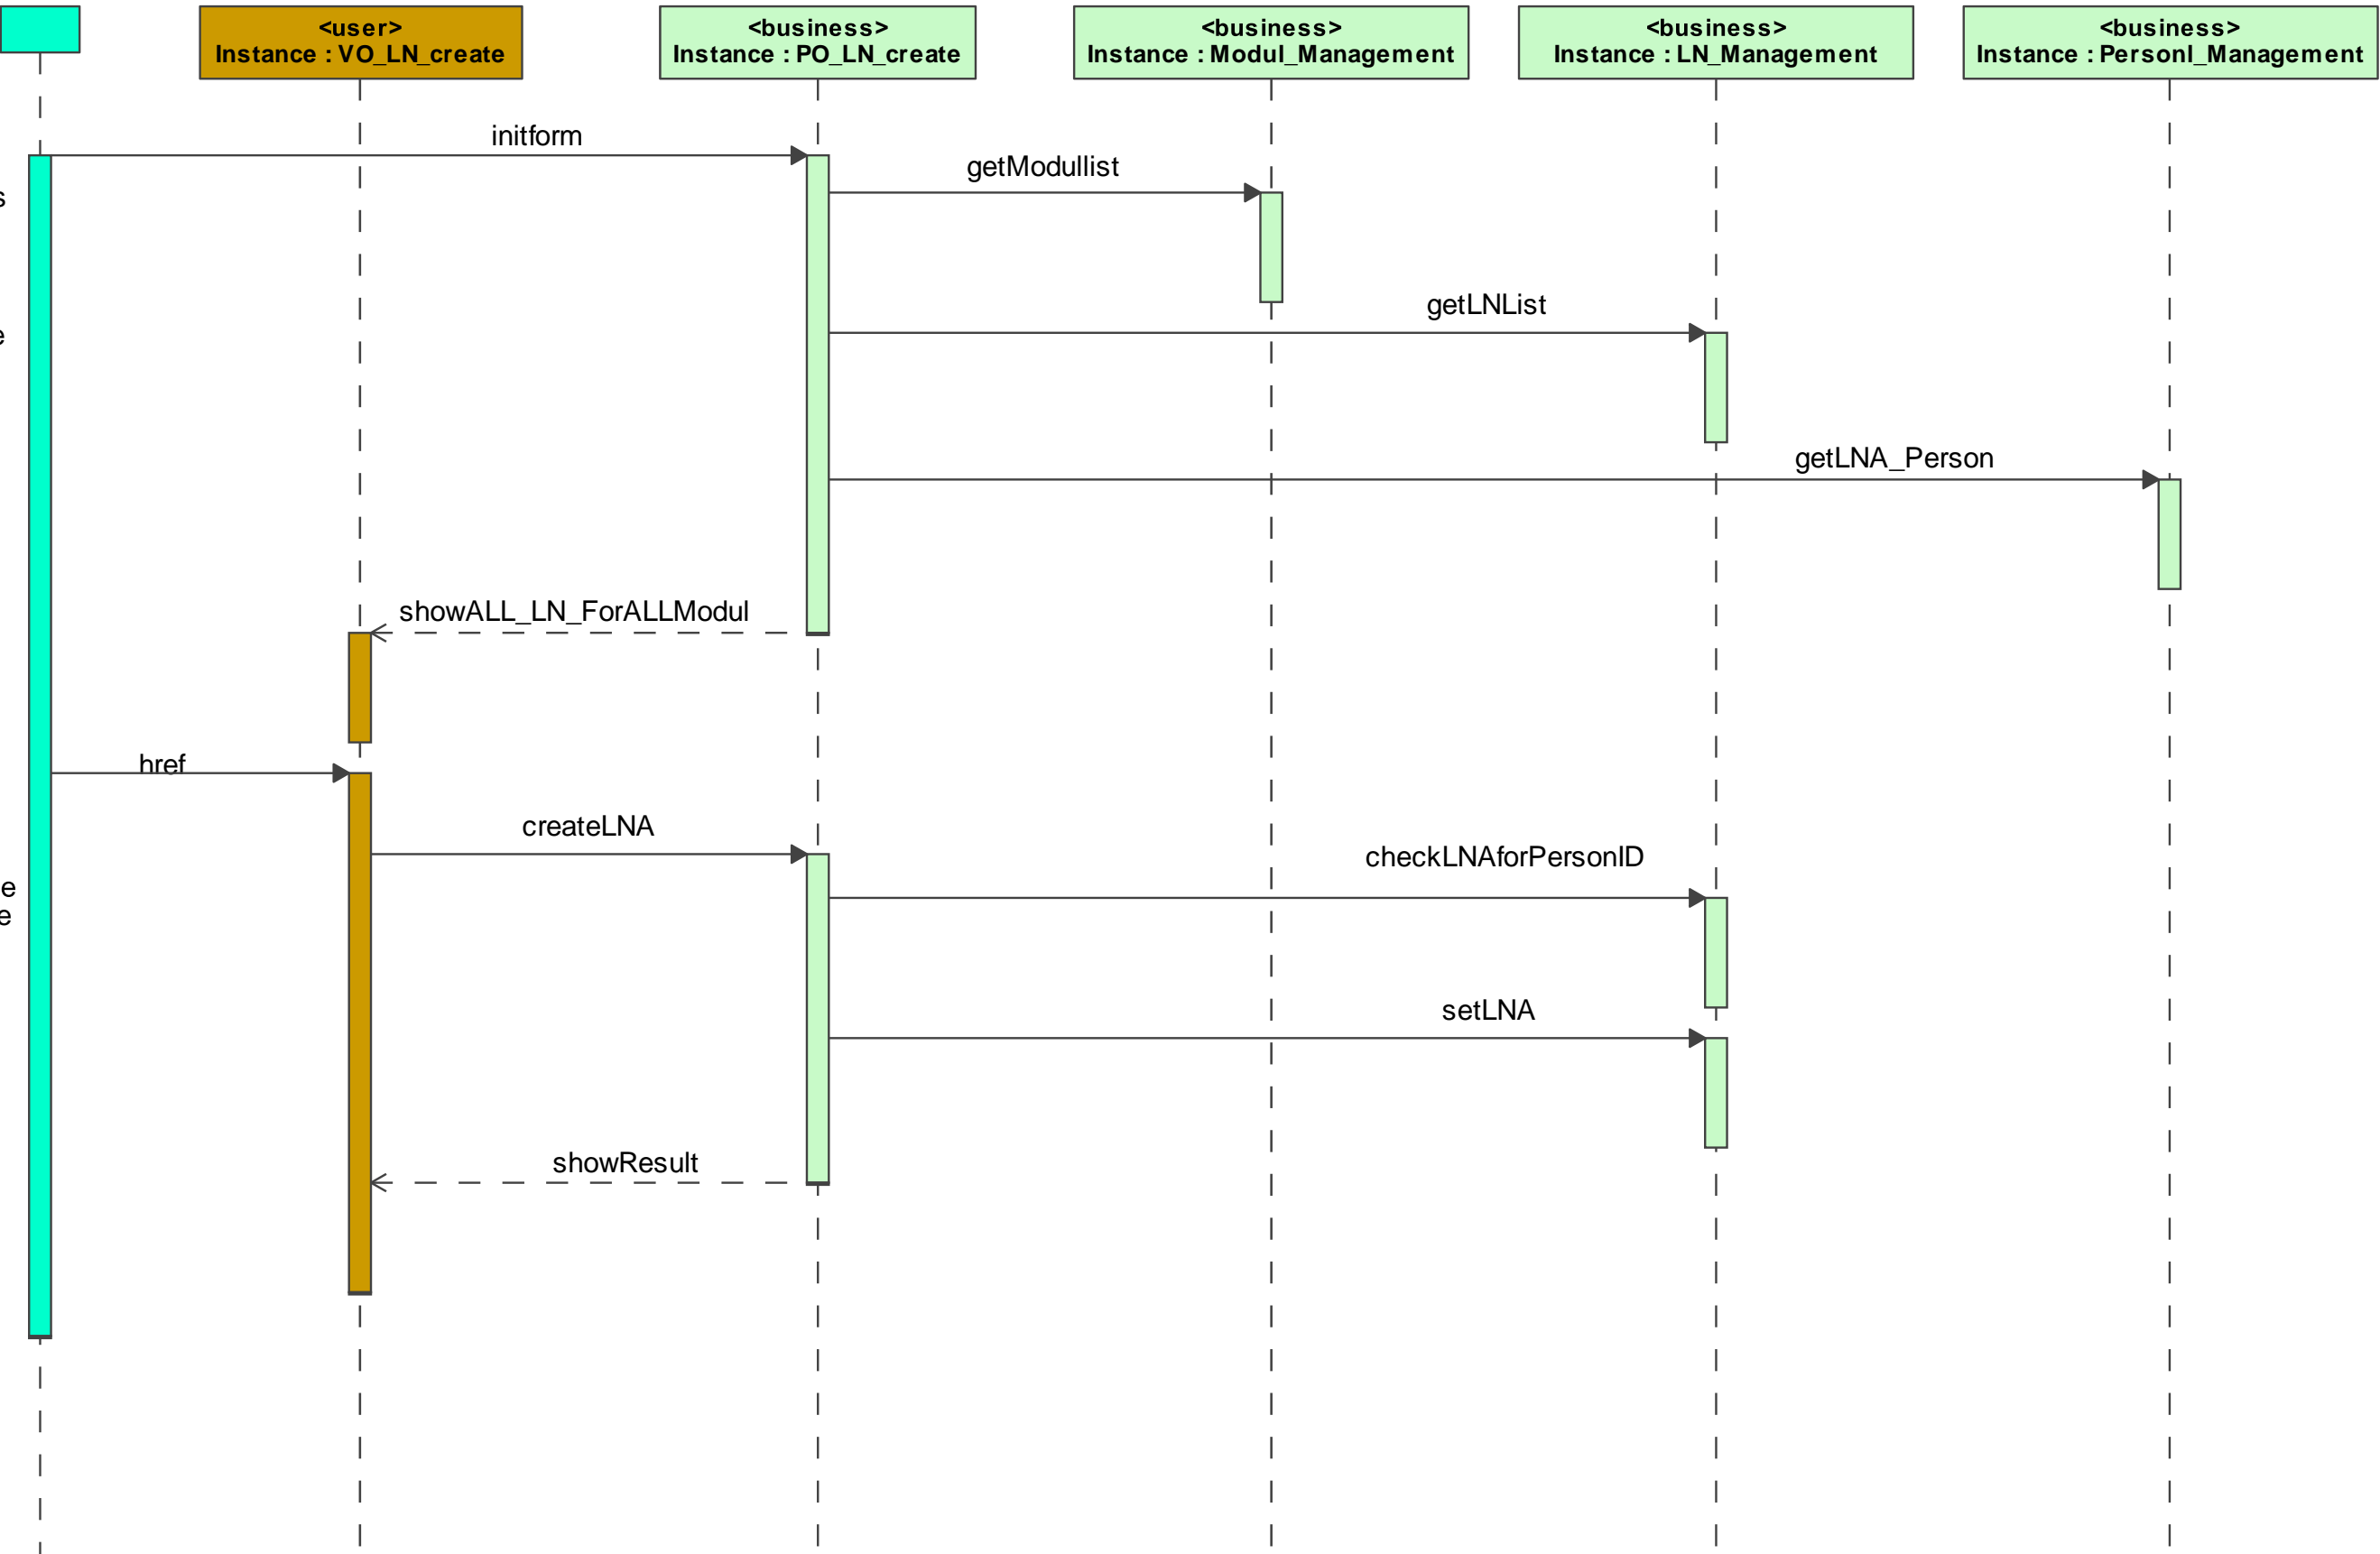 <user>
Instance : VO_LN_create
<business>
Instance : PO_LN_create
<business>
Instance : Modul_Management
<business>
Instance : LN_Management
<business>
Instance : Personl_Management
initform
getModullist
s
getLNList
e
getLNA_Person
showALL_LN_ForALLModul
href
createLNA
checkLNAforPersonID
e
e
setLNA
showResult